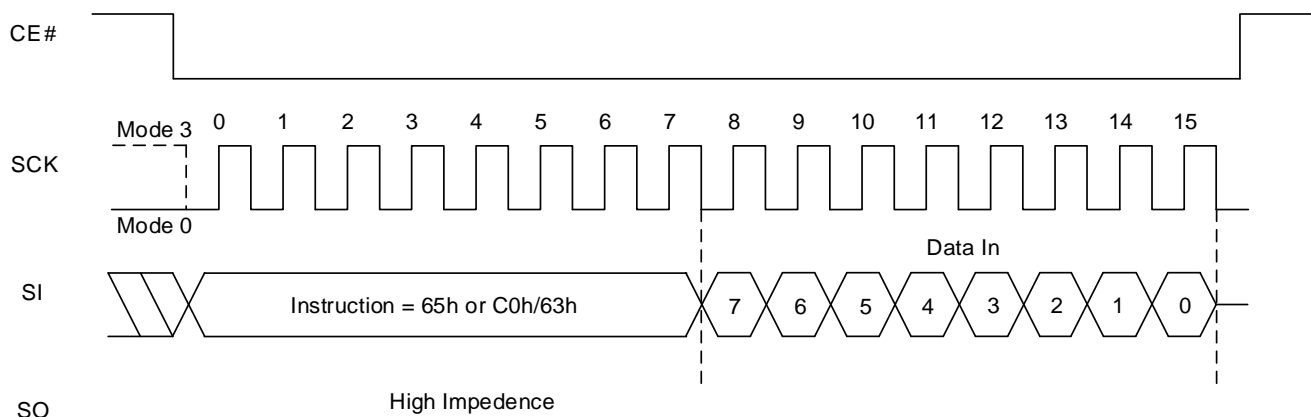 CE#
Mode 3 0 1 2 3 4 5 6 7 8 9 10 11 12 13 14 15
SCK
Mode 0
Data In
SI Instruction = 65h or C0h/63h 7 6 5 4 3 2 1 0
SO High Impedence